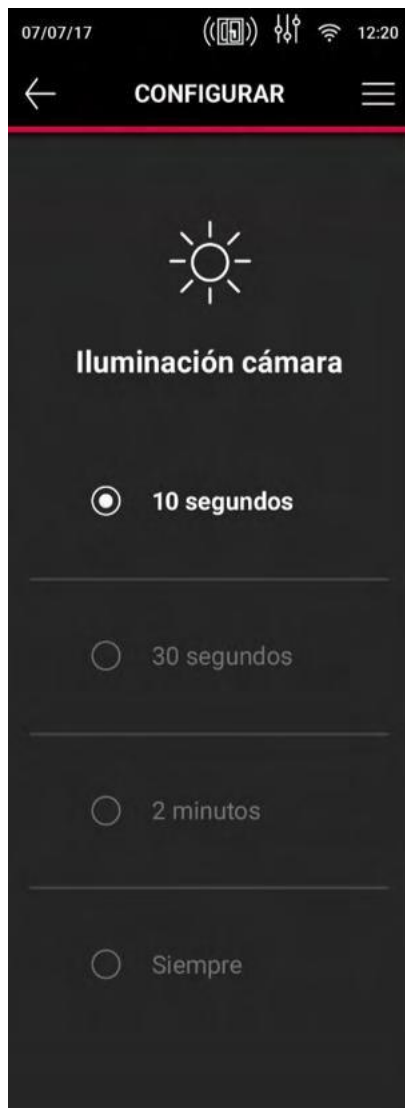 07/07/17 12:20
CONFIGURAR
Iluminación cámara
10 segundos
30 segundos
2 minutos
Siempre